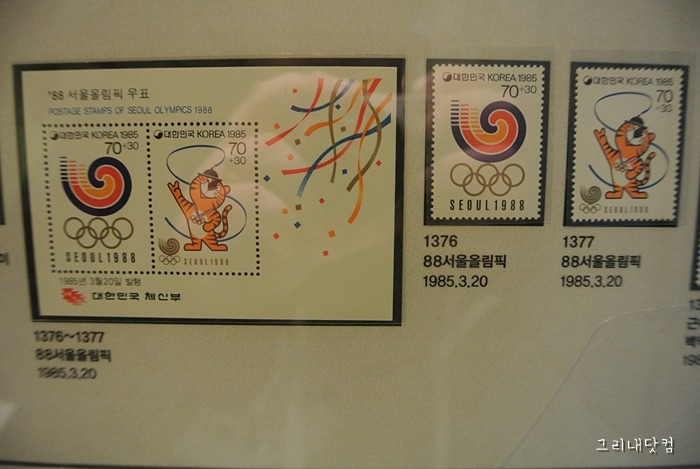 '88 서울올림픽 우표
POSTAGE STAMPS OF SEOUL OLYMPICS 1988
대한민국 KOREA 1985
70+30
SEOUL 1988
대한민국 KOREA 1985
70
+30
1985년 3월 20일 발행
대한민국 체신부
1376~1377
88서울올림픽
1985.3.20
대한민국 KOREA 1985
70+30
SEOUL 1988
1376
88서울올림픽
1985.3.20
대한민국 KOREA 1985
70
+30
1377
88서울올림픽
1985.3.20
그리내닷컴